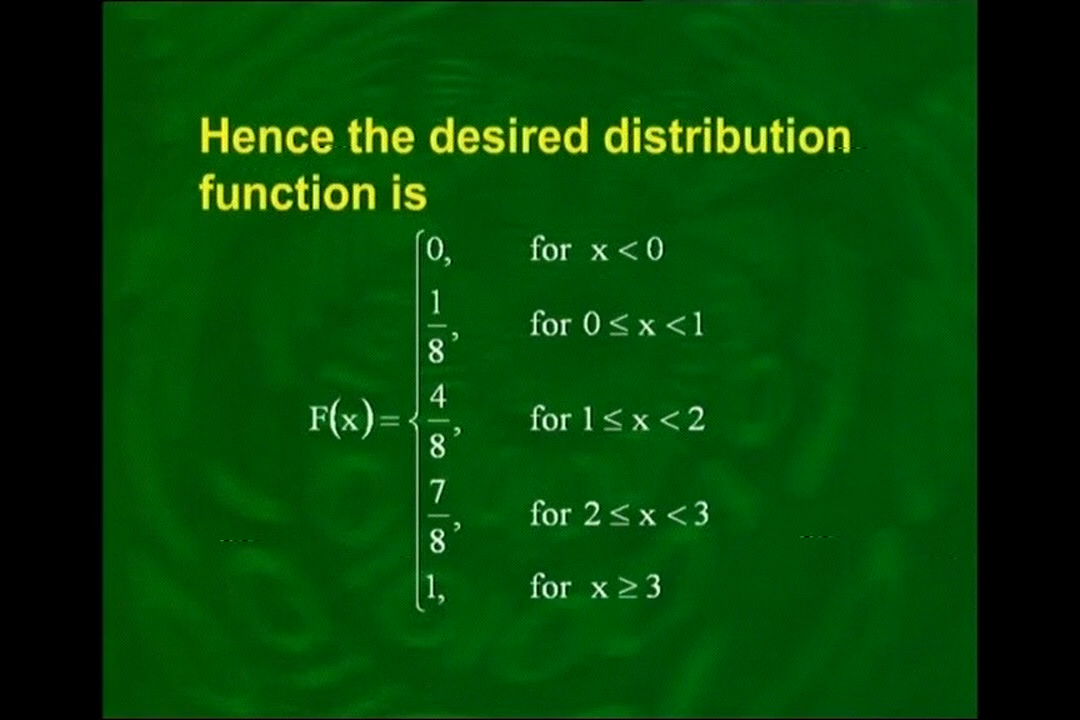 Hence the desired distribution
function is
0, for x < 0
1/8, for 0 ≤ x < 1
F(x) = { 4/8, for 1 ≤ x < 2
7/8, for 2 ≤ x < 3
1, for x ≥ 3